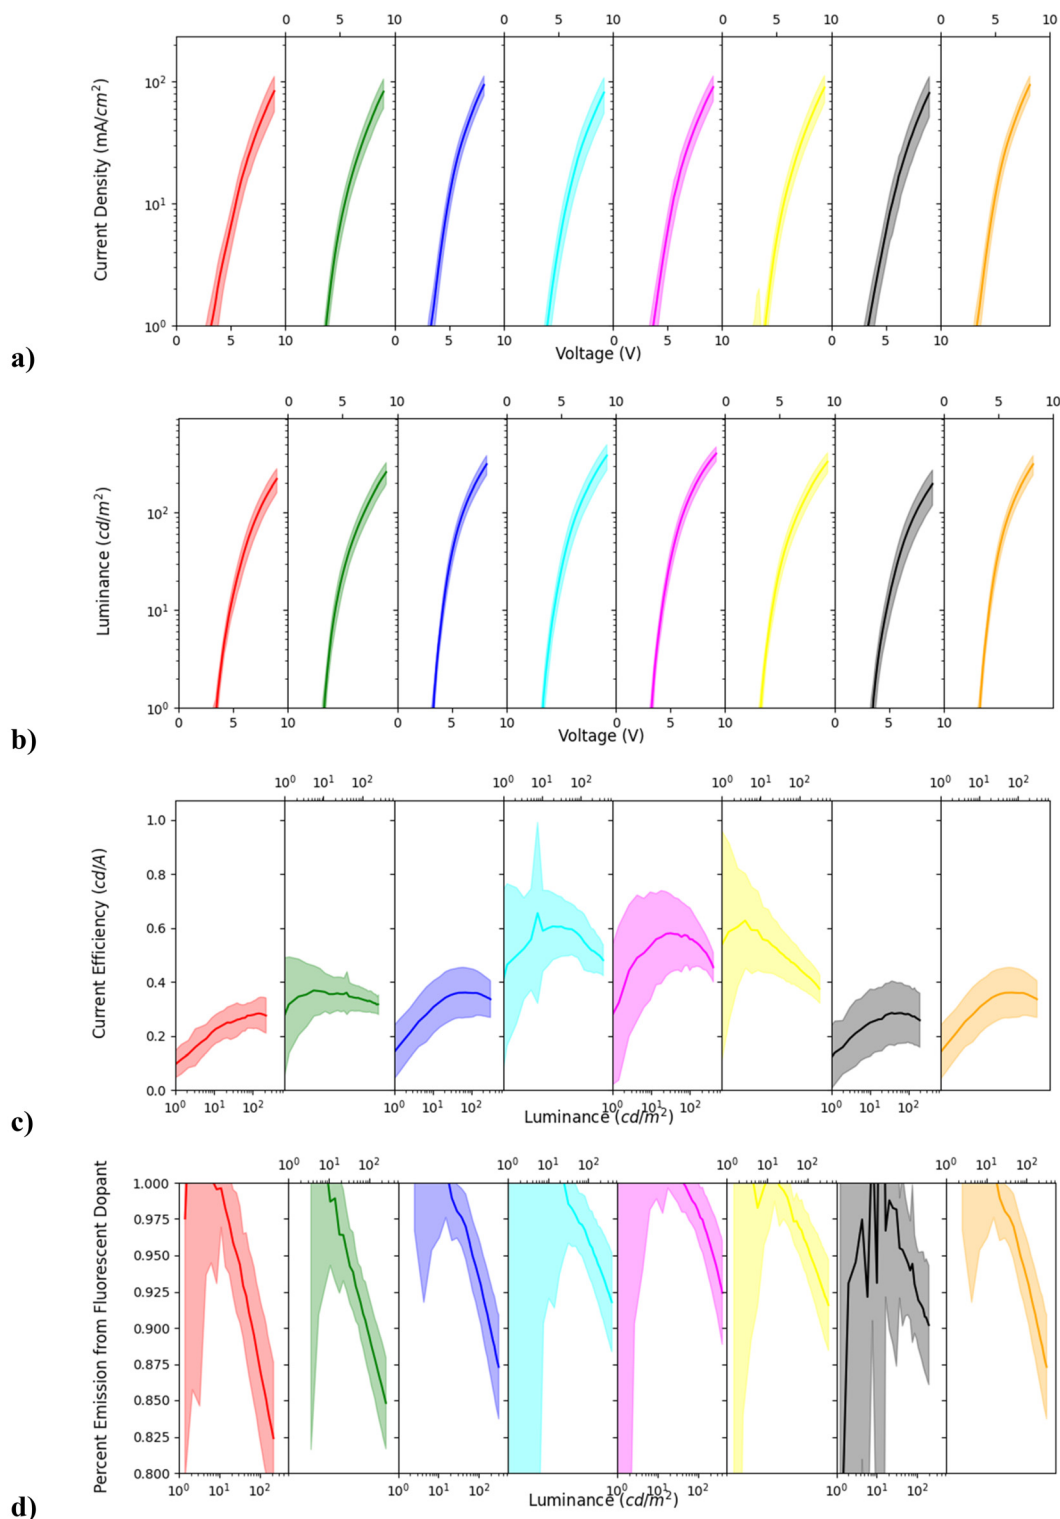 0 5 10 0 5 10 0 5 10 0 5 10
Current Density (mA/cm²)
10²
10¹
10⁰
0 5 10 0 5 10 0 5 10 0 5 10
Voltage (V)
a)
0 5 10 0 5 10 0 5 10 0 5 10
Luminance (cd/m²)
10²
10¹
10⁰
0 5 10 0 5 10 0 5 10 0 5 10
Voltage (V)
b)
10⁰ 10¹ 10² 10⁰ 10¹ 10² 10⁰ 10¹ 10² 10⁰ 10¹ 10²
Current Efficiency (cd/A)
1.0
0.8
0.6
0.4
0.2
0.0
10⁰ 10¹ 10² 10⁰ 10¹ 10² 10⁰ 10¹ 10² 10⁰ 10¹ 10²
Luminance (cd/m²)
c)
10⁰ 10¹ 10² 10⁰ 10¹ 10² 10⁰ 10¹ 10² 10⁰ 10¹ 10²
Percent Emission from Fluorescent Dopant
1.000
0.975
0.950
0.925
0.900
0.875
0.850
0.825
0.800
10⁰ 10¹ 10² 10⁰ 10¹ 10² 10⁰ 10¹ 10² 10⁰ 10¹ 10²
Luminance (cd/m²)
d)